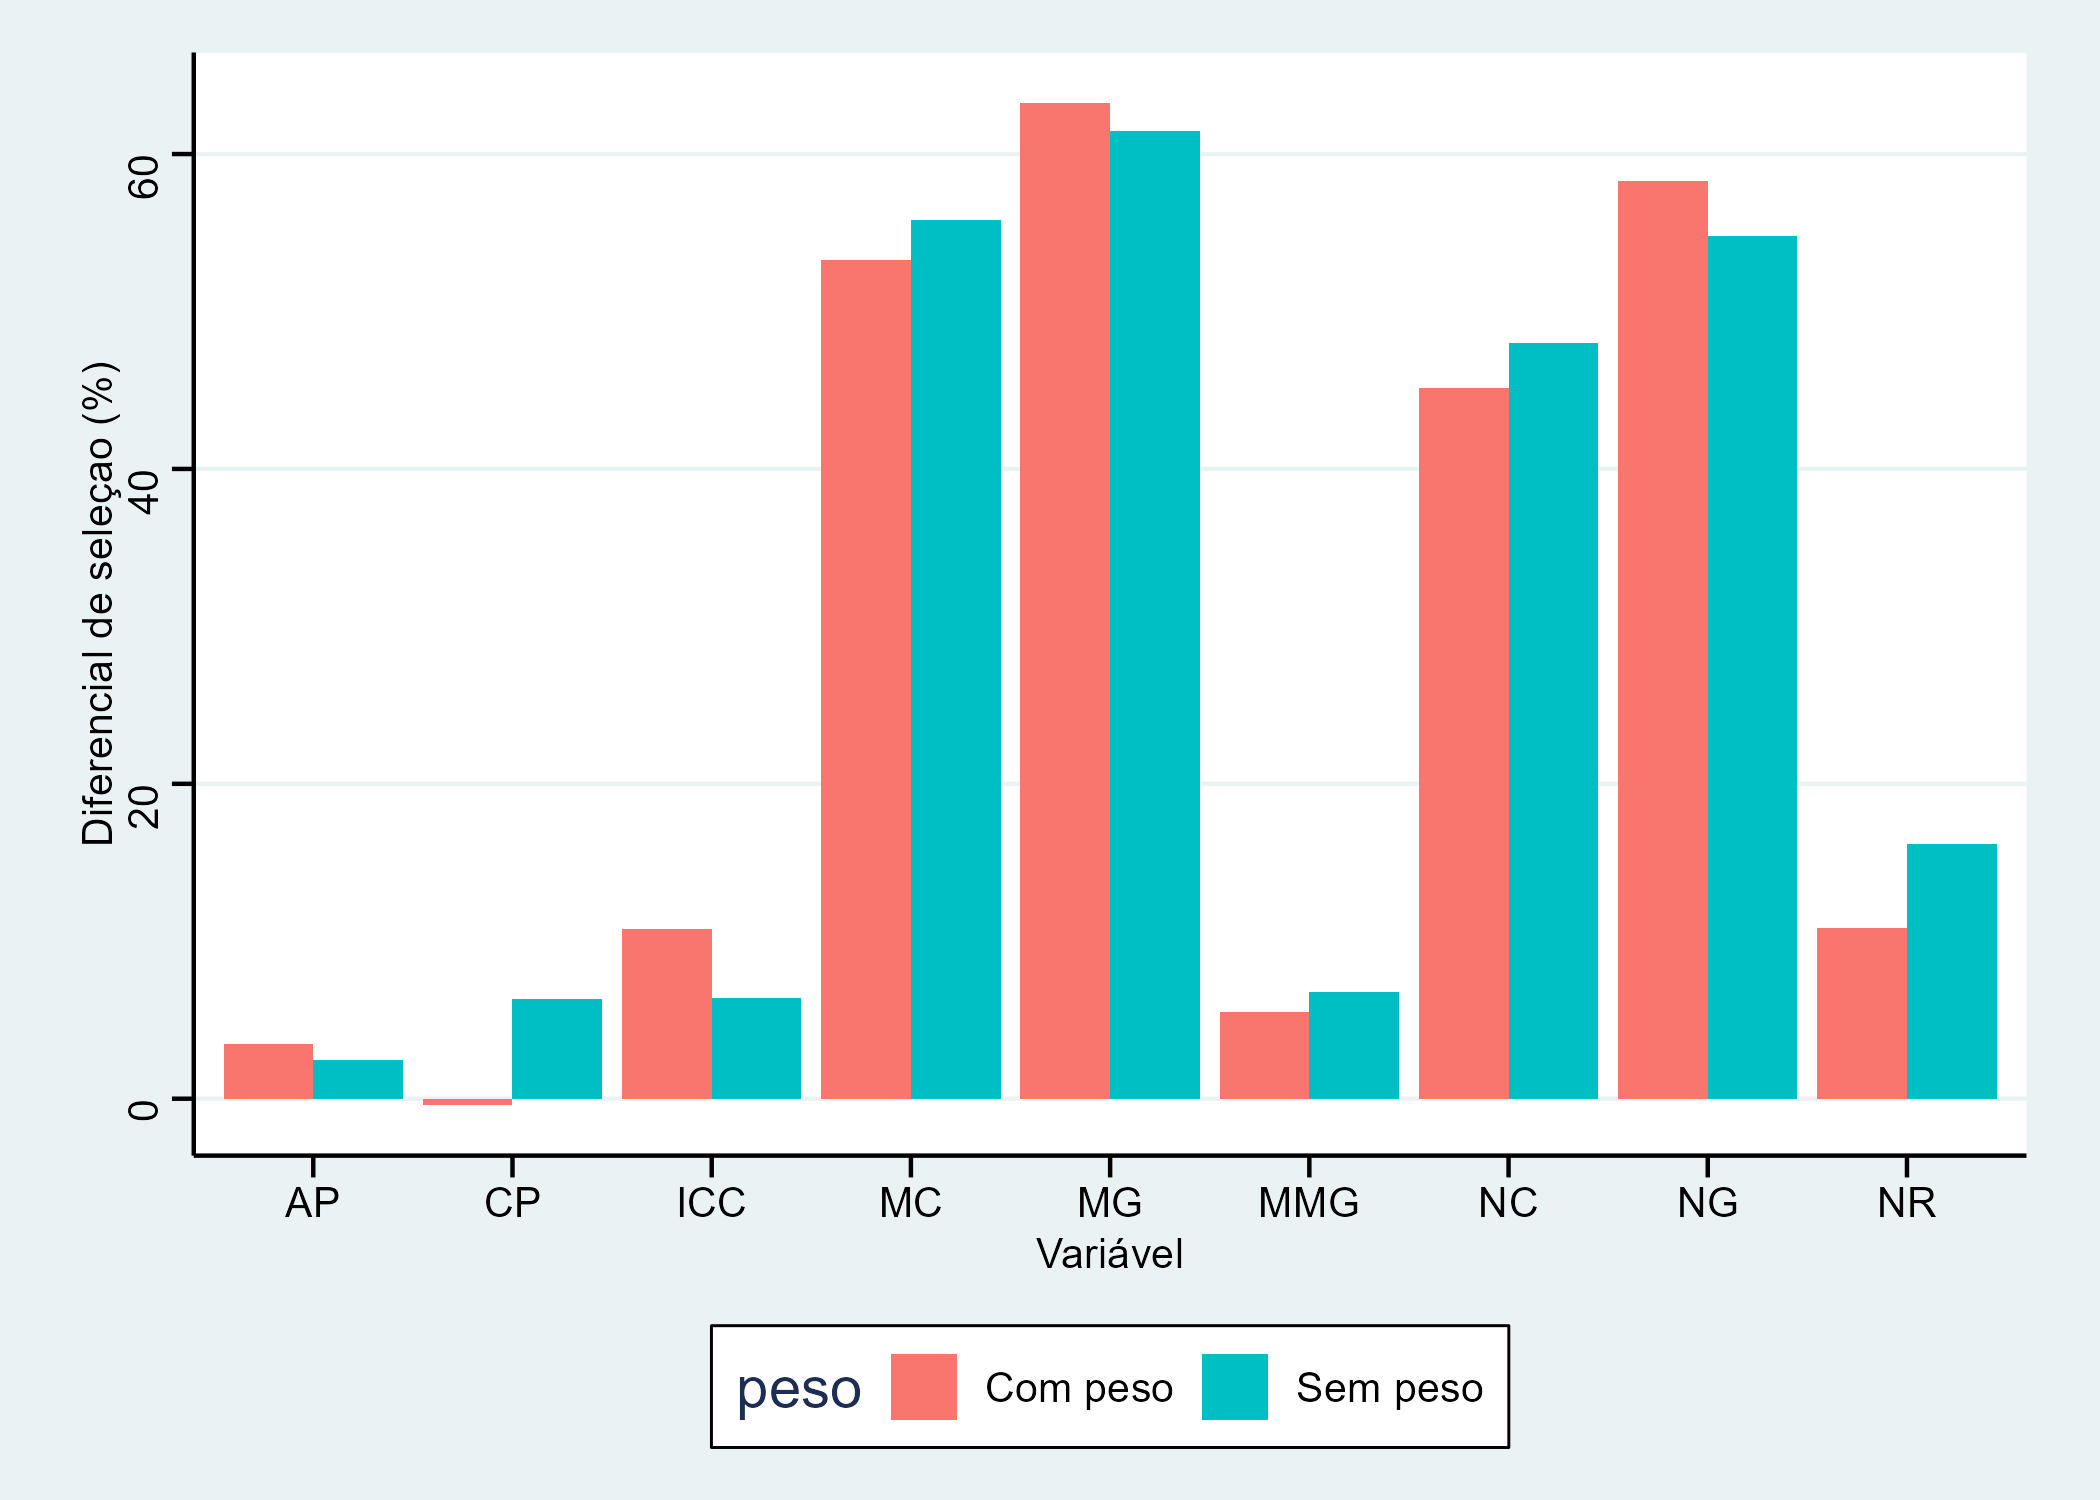 Diferencial de seleçao (%)
60
40
20
0
AP CP ICC MC MG MMG NC NG NR
Variável
peso Com peso Sem peso